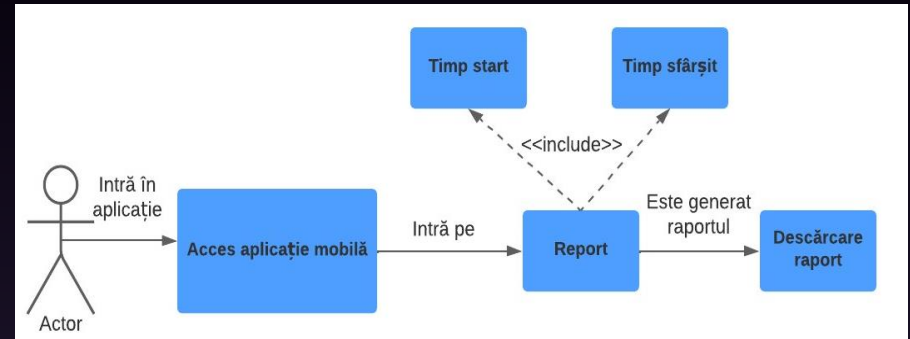 Timp start
Timp sfârșit
<<include>>
Intră în
aplicație
Acces aplicație mobilă
Intră pe
Report
Este generat
raportul
Descărcare
raport
Actor